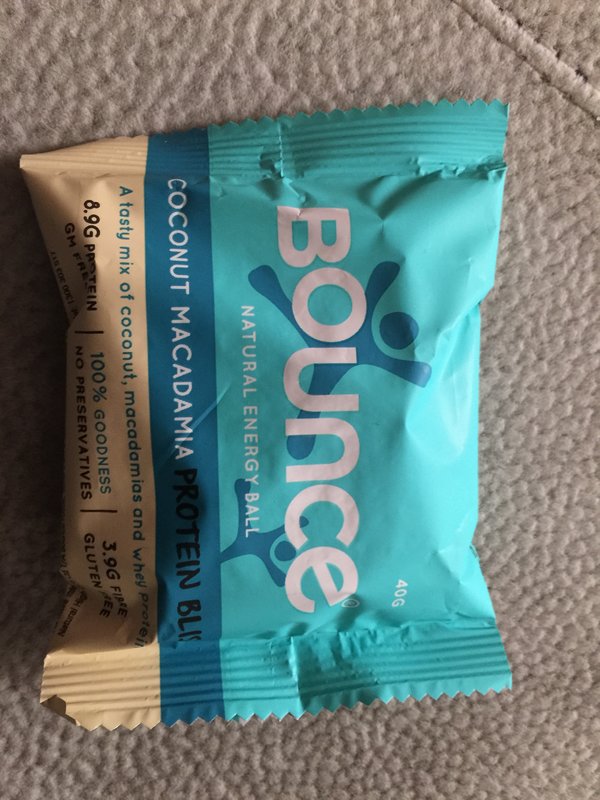 BOUNCE®
40G
NATURAL ENERGY BALL
COCONUT MACADAMIA PROTEIN
A tasty mix of coconut, macadamias and whey protein
8.9G PROTEIN | 100% GOODNESS | 3.9G FIBRE
GM FREE NO PRESERVATIVES GLUTEN FREE